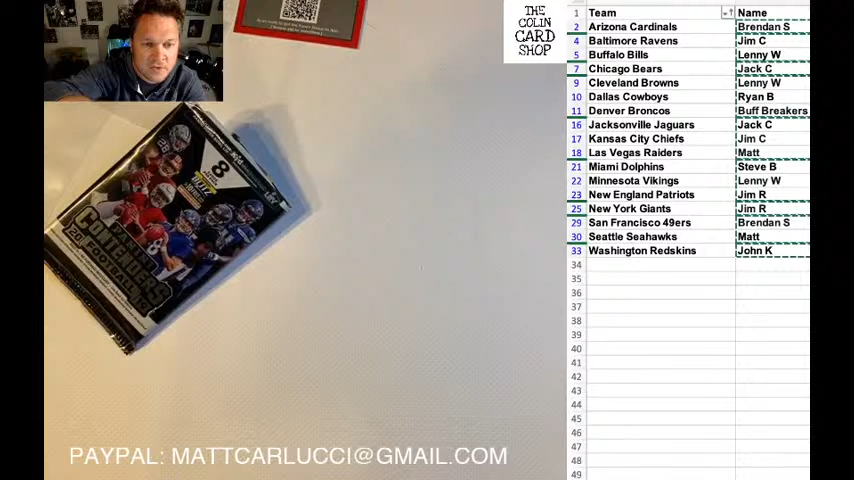 THE
COLIN
CARD
SHOP
1 Team Name
2 Arizona Cardinals Brendan S
4 Baltimore Ravens Jim C
5 Buffalo Bills Lenny W
7 Chicago Bears Jack C
9 Cleveland Browns Lenny W
10 Dallas Cowboys Ryan B
11 Denver Broncos Buff Breakers
16 Jacksonville Jaguars Jack C
17 Kansas City Chiefs Jim C
18 Las Vegas Raiders Matt
21 Miami Dolphins Steve B
22 Minnesota Vikings Lenny W
23 New England Patriots Jim R
25 New York Giants Jim R
29 San Francisco 49ers Brendan S
30 Seattle Seahawks Matt
33 Washington Redskins John K
34
35
36
37
38
39
40
41
42
43
44
45
46
47
48
49
8
CONTENDERS
20 FOOTBALL
PAYPAL: MATTCARLUCCI@GMAIL.COM